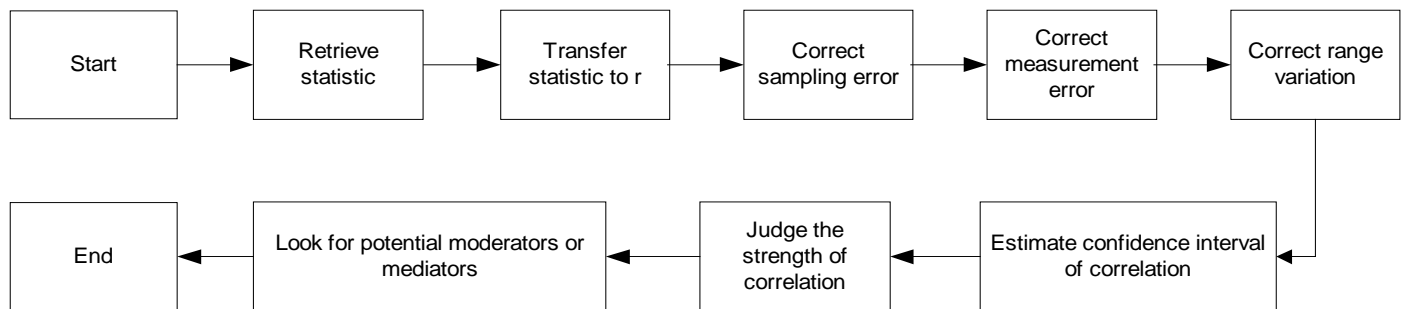 Start
Retrieve
statistic
Transfer
statistic to r
Correct
sampling error
Correct
measurement
error
Correct range
variation
End
Look for potential moderators or
mediators
Judge the
strength of
correlation
Estimate confidence interval
of correlation